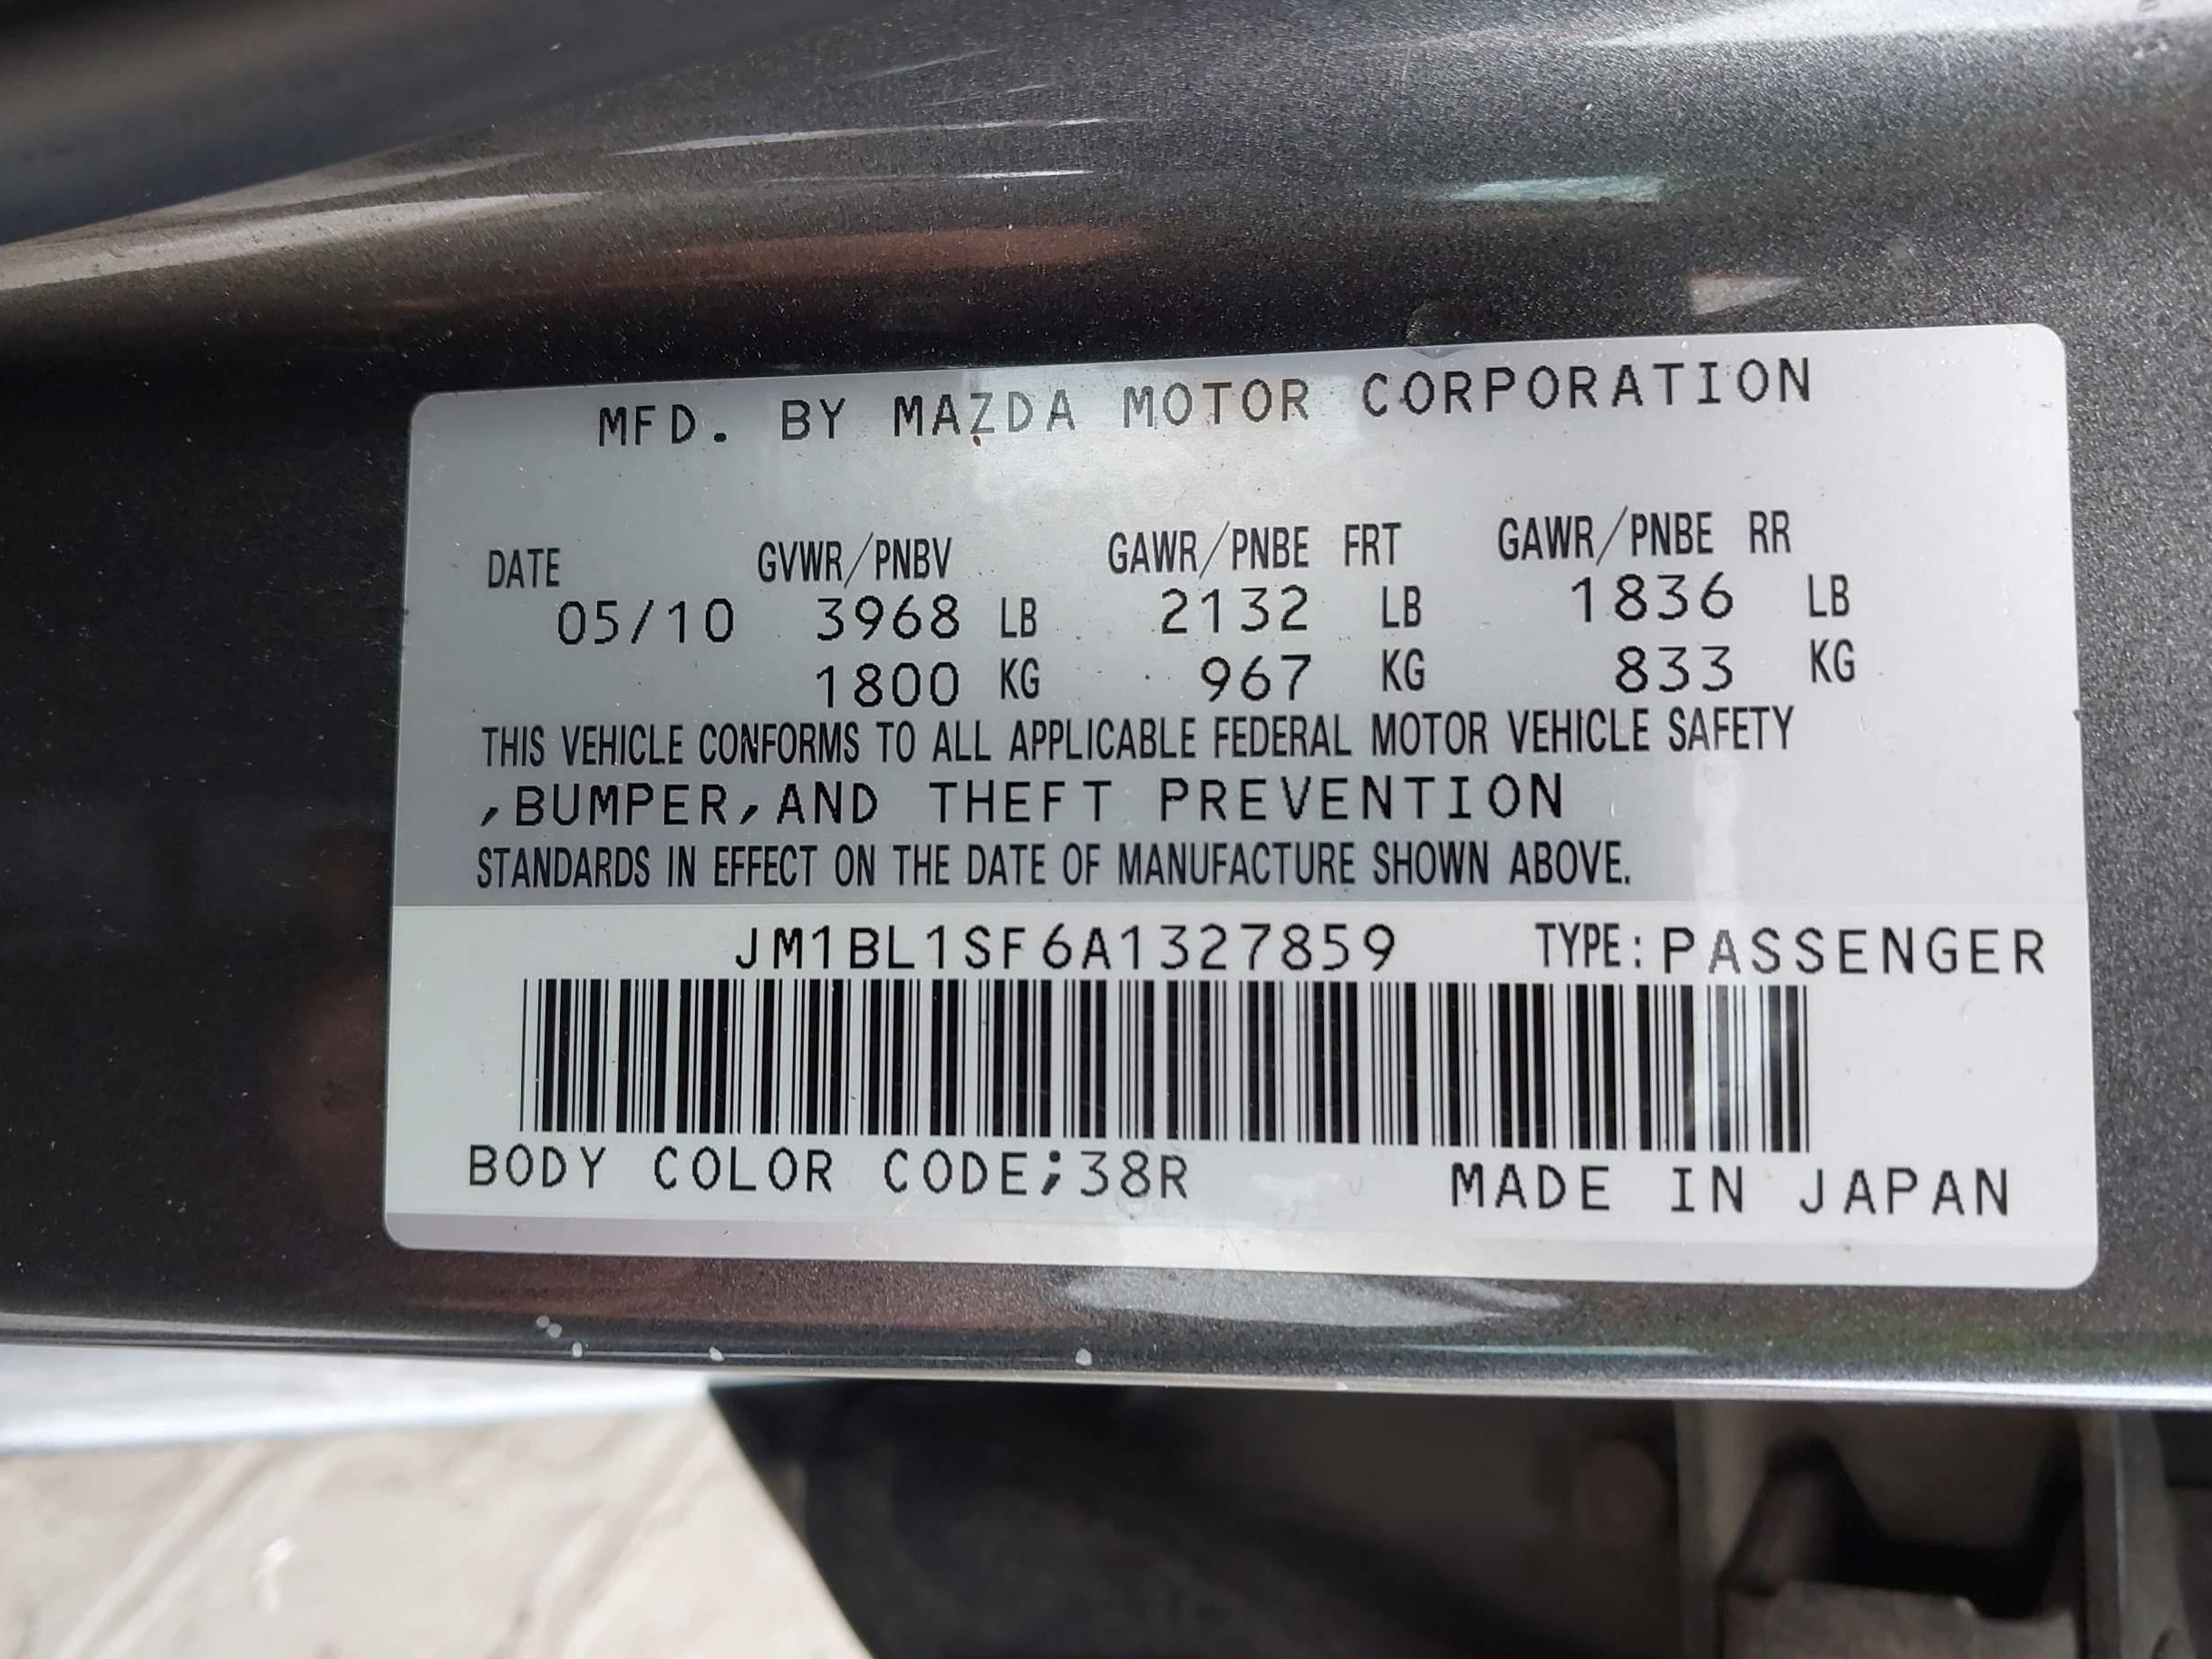 MFD. BY MAZDA MOTOR CORPORATION
DATE GVWR/PNBV GAWR/PNBE FRT GAWR/PNBE RR
05/10 3968 LB 2132 LB 1836 LB
1800 KG 967 KG 833 KG
THIS VEHICLE CONFORMS TO ALL APPLICABLE FEDERAL MOTOR VEHICLE SAFETY
,BUMPER,AND THEFT PREVENTION
STANDARDS IN EFFECT ON THE DATE OF MANUFACTURE SHOWN ABOVE.
JM1BL1SF6A1327859 TYPE:PASSENGER
BODY COLOR CODE;38R MADE IN JAPAN